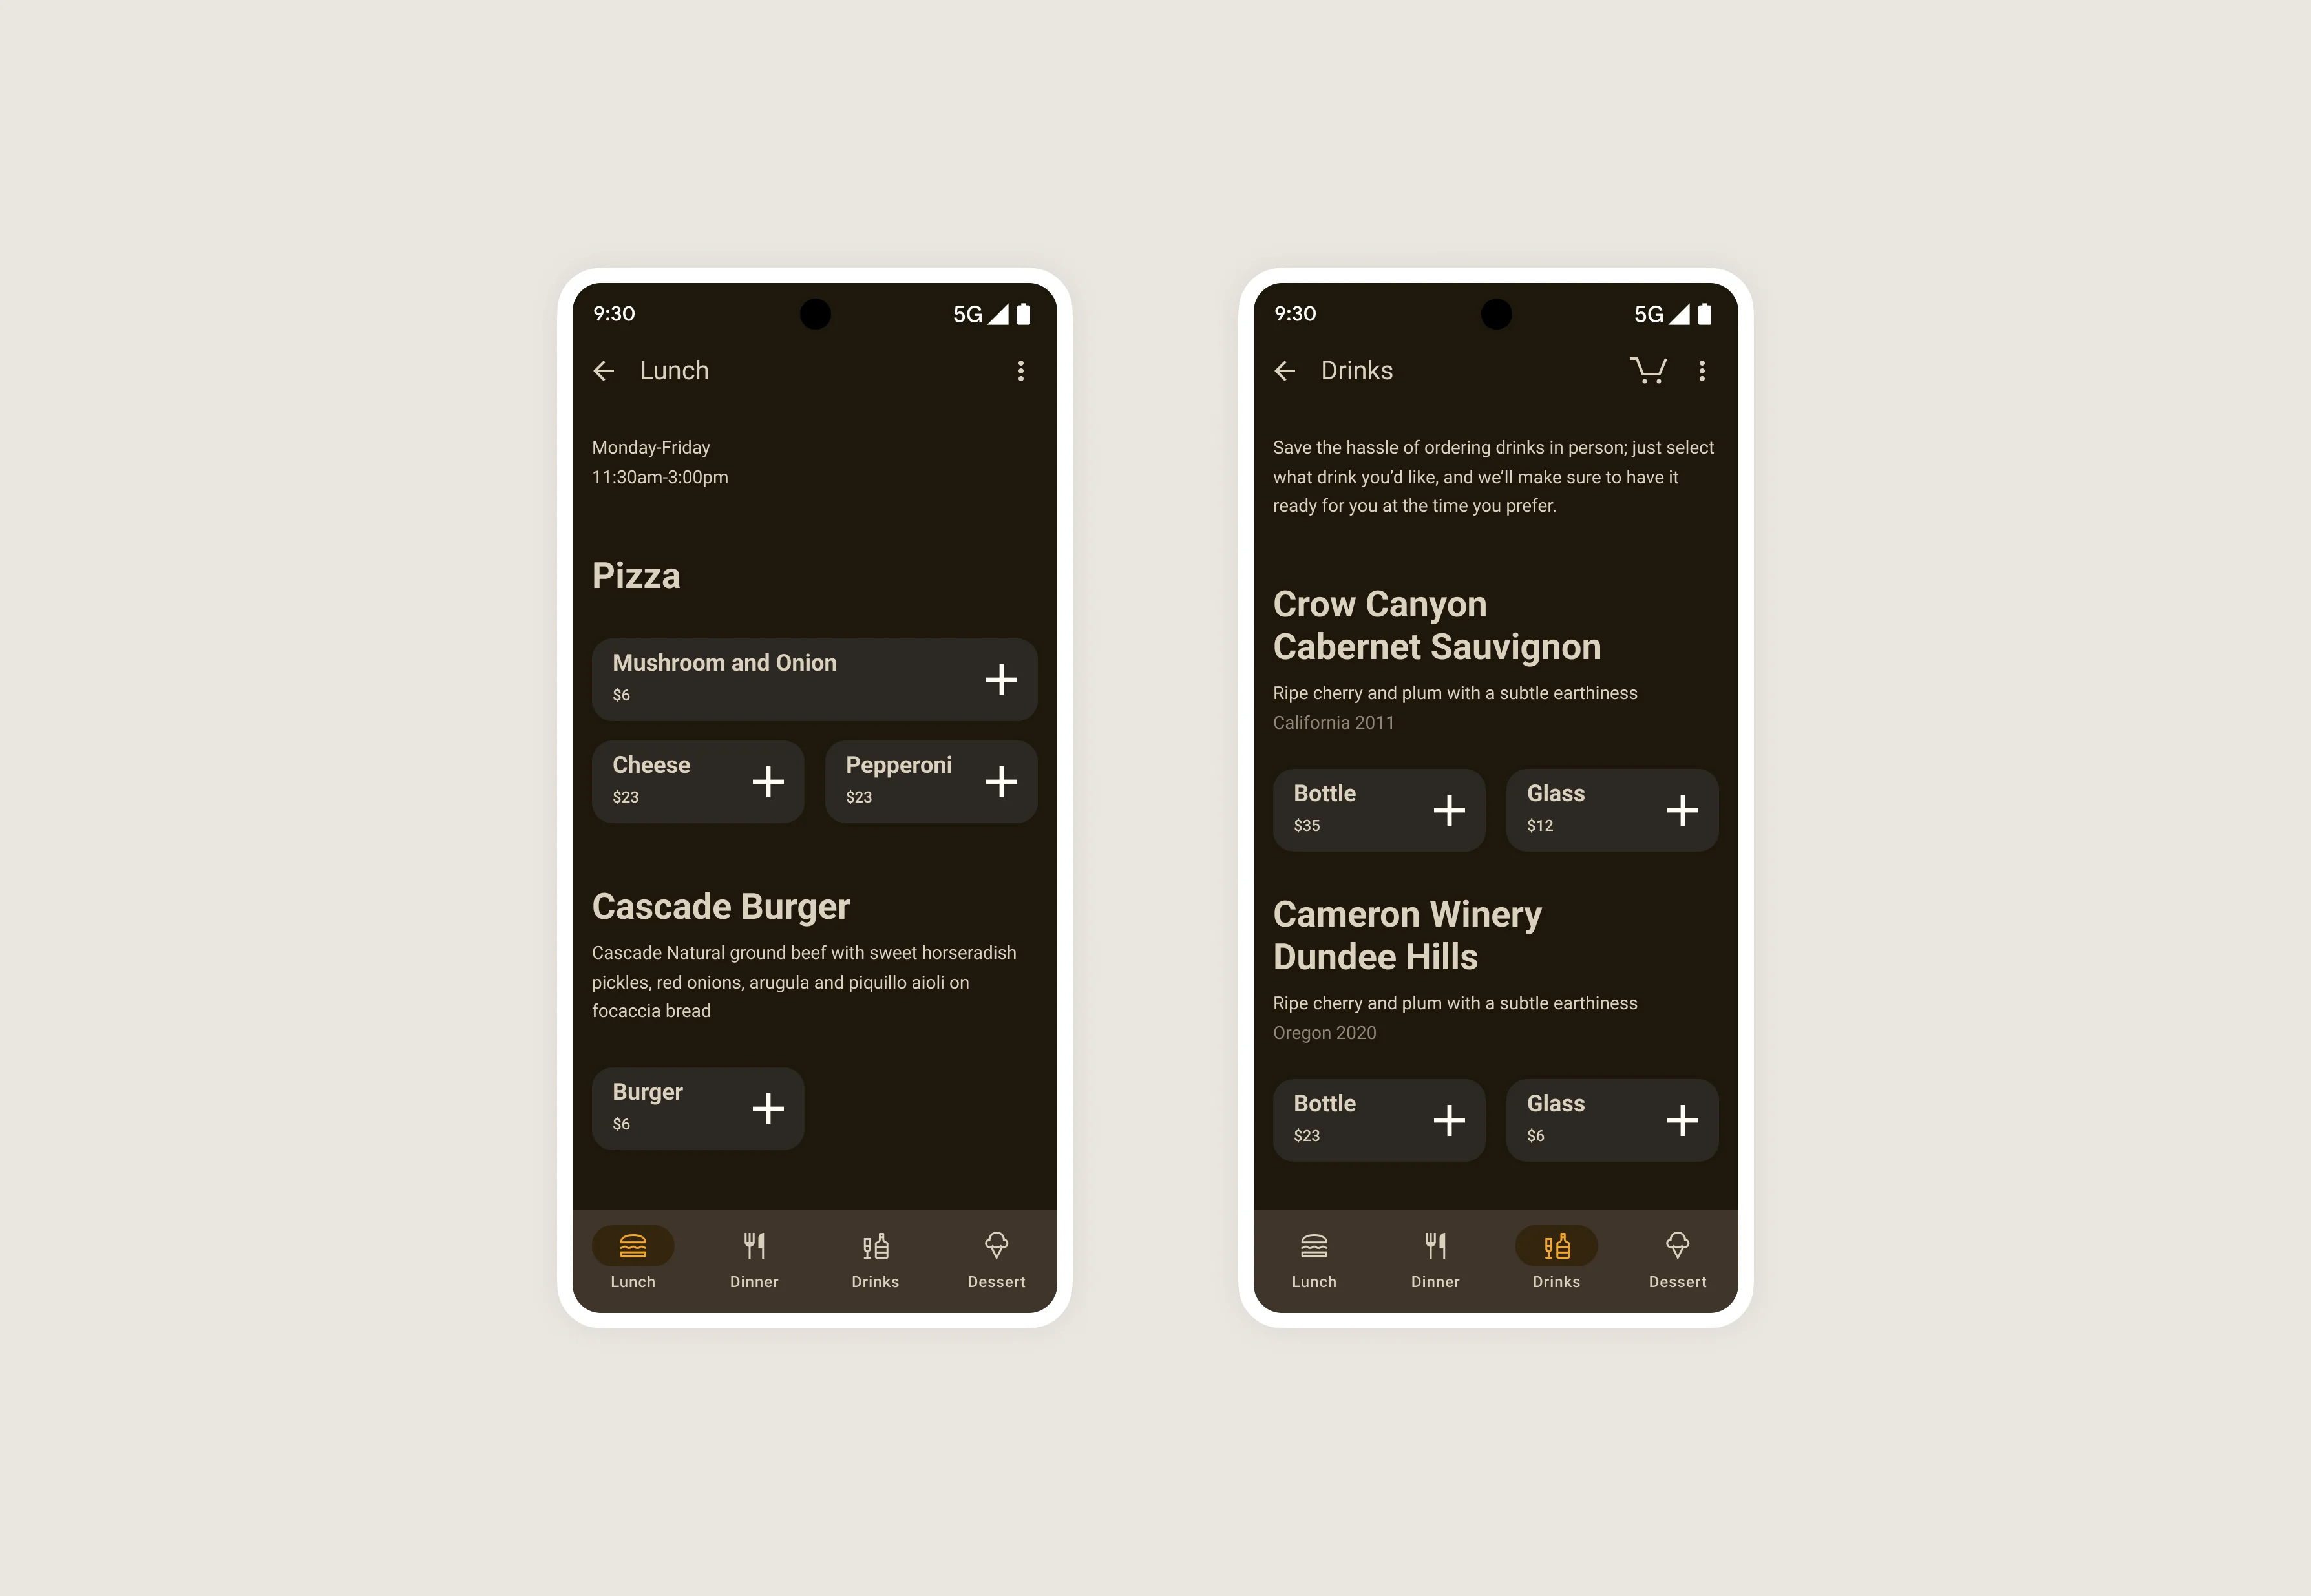 9:30
5G
Lunch
Monday-Friday
11:30am-3:00pm
Pizza
Mushroom and Onion
$6
Cheese
$23
Pepperoni
$23
Cascade Burger
Cascade Natural ground beef with sweet horseradish
pickles, red onions, arugula and piquillo aioli on
focaccia bread
Burger
$6
Lunch
Dinner
Drinks
Dessert
9:30
5G
Drinks
Save the hassle of ordering drinks in person; just select
what drink you’d like, and we’ll make sure to have it
ready for you at the time you prefer.
Crow Canyon
Cabernet Sauvignon
Ripe cherry and plum with a subtle earthiness
California 2011
Bottle
$35
Glass
$12
Cameron Winery
Dundee Hills
Ripe cherry and plum with a subtle earthiness
Oregon 2020
Bottle
$23
Glass
$6
Lunch
Dinner
Drinks
Dessert